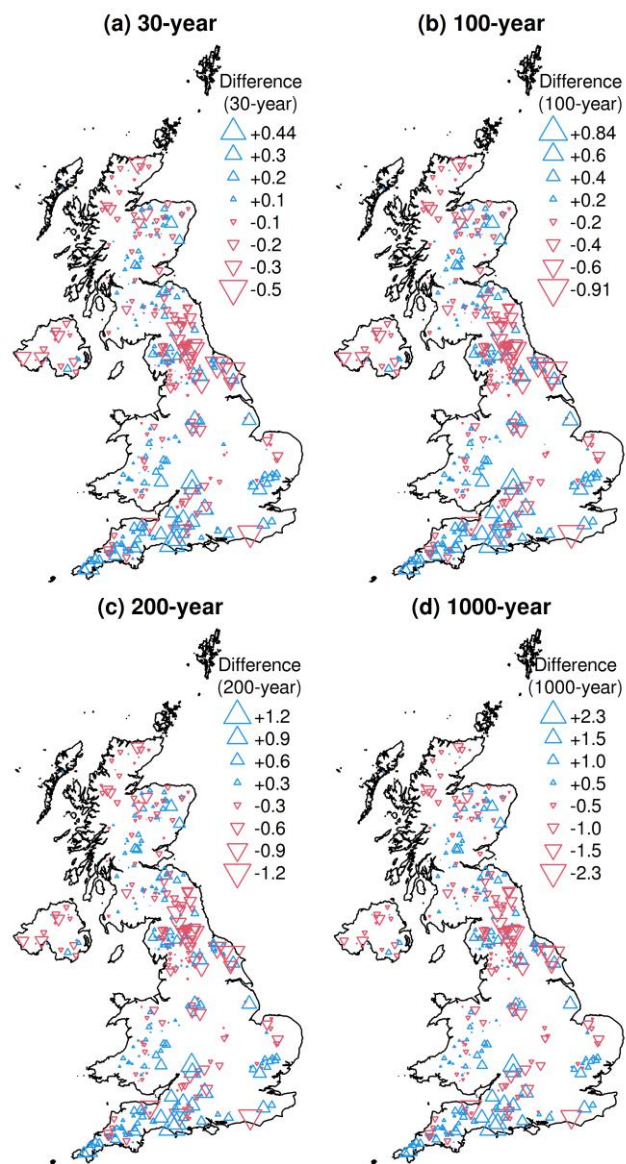 (a) 30-year
Difference
(30-year)
+0.44
+0.3
+0.2
+0.1
-0.1
-0.2
-0.3
-0.5
(b) 100-year
Difference
(100-year)
+0.84
+0.6
+0.4
+0.2
-0.2
-0.4
-0.6
-0.91
(c) 200-year
Difference
(200-year)
+1.2
+0.9
+0.6
+0.3
-0.3
-0.6
-0.9
-1.2
(d) 1000-year
Difference
(1000-year)
+2.3
+1.5
+1.0
+0.5
-0.5
-1.0
-1.5
-2.3